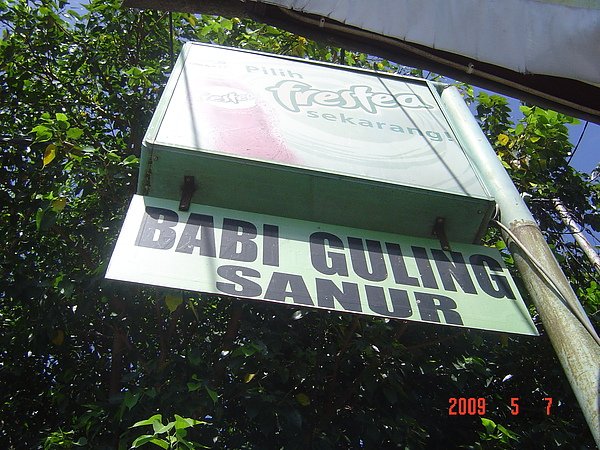 Pilih
frestea
sekarang!
BABI GULING
SANUR
2009 5 7